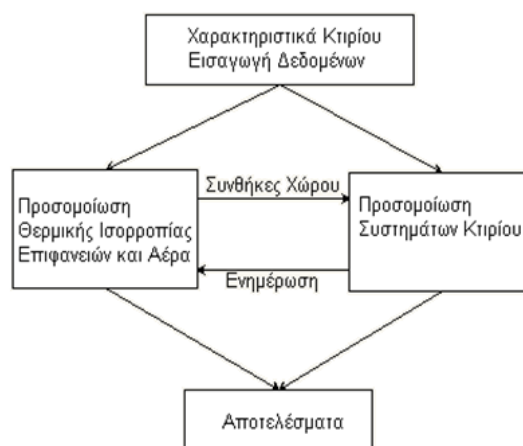 Χαρακτηριστικά Κτιρίου
Εισαγωγή Δεδομένων
Συνθήκες Χώρου
Προσομοίωση
Θερμικής Ισορροπίας
Επιφανειών και Αέρα
Προσομοίωση
Συστημάτων Κτιρίου
Ενημέρωση
Αποτελέσματα